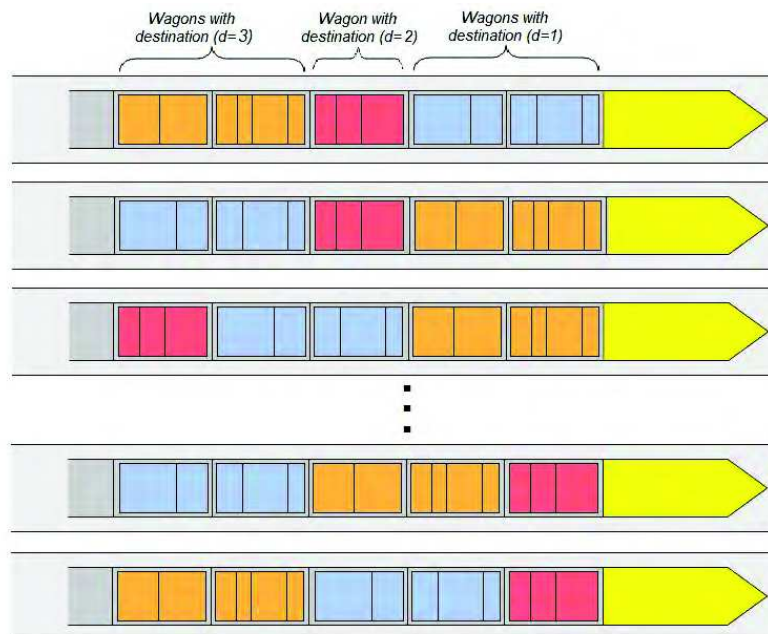 Wagons with
destination (d=3)
Wagon with
destination (d=2)
Wagons with
destination (d=1)